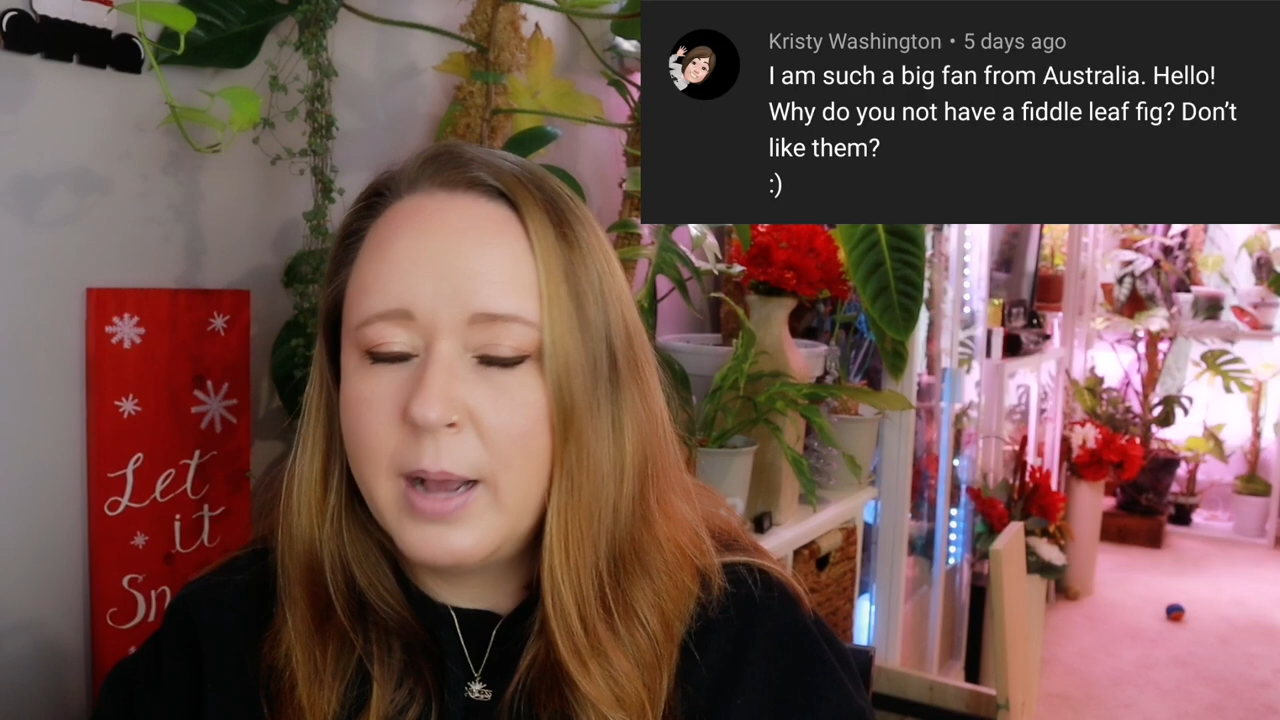 Kristy Washington • 5 days ago
I am such a big fan from Australia. Hello!
Why do you not have a fiddle leaf fig? Don't
like them?
:)
Let
it